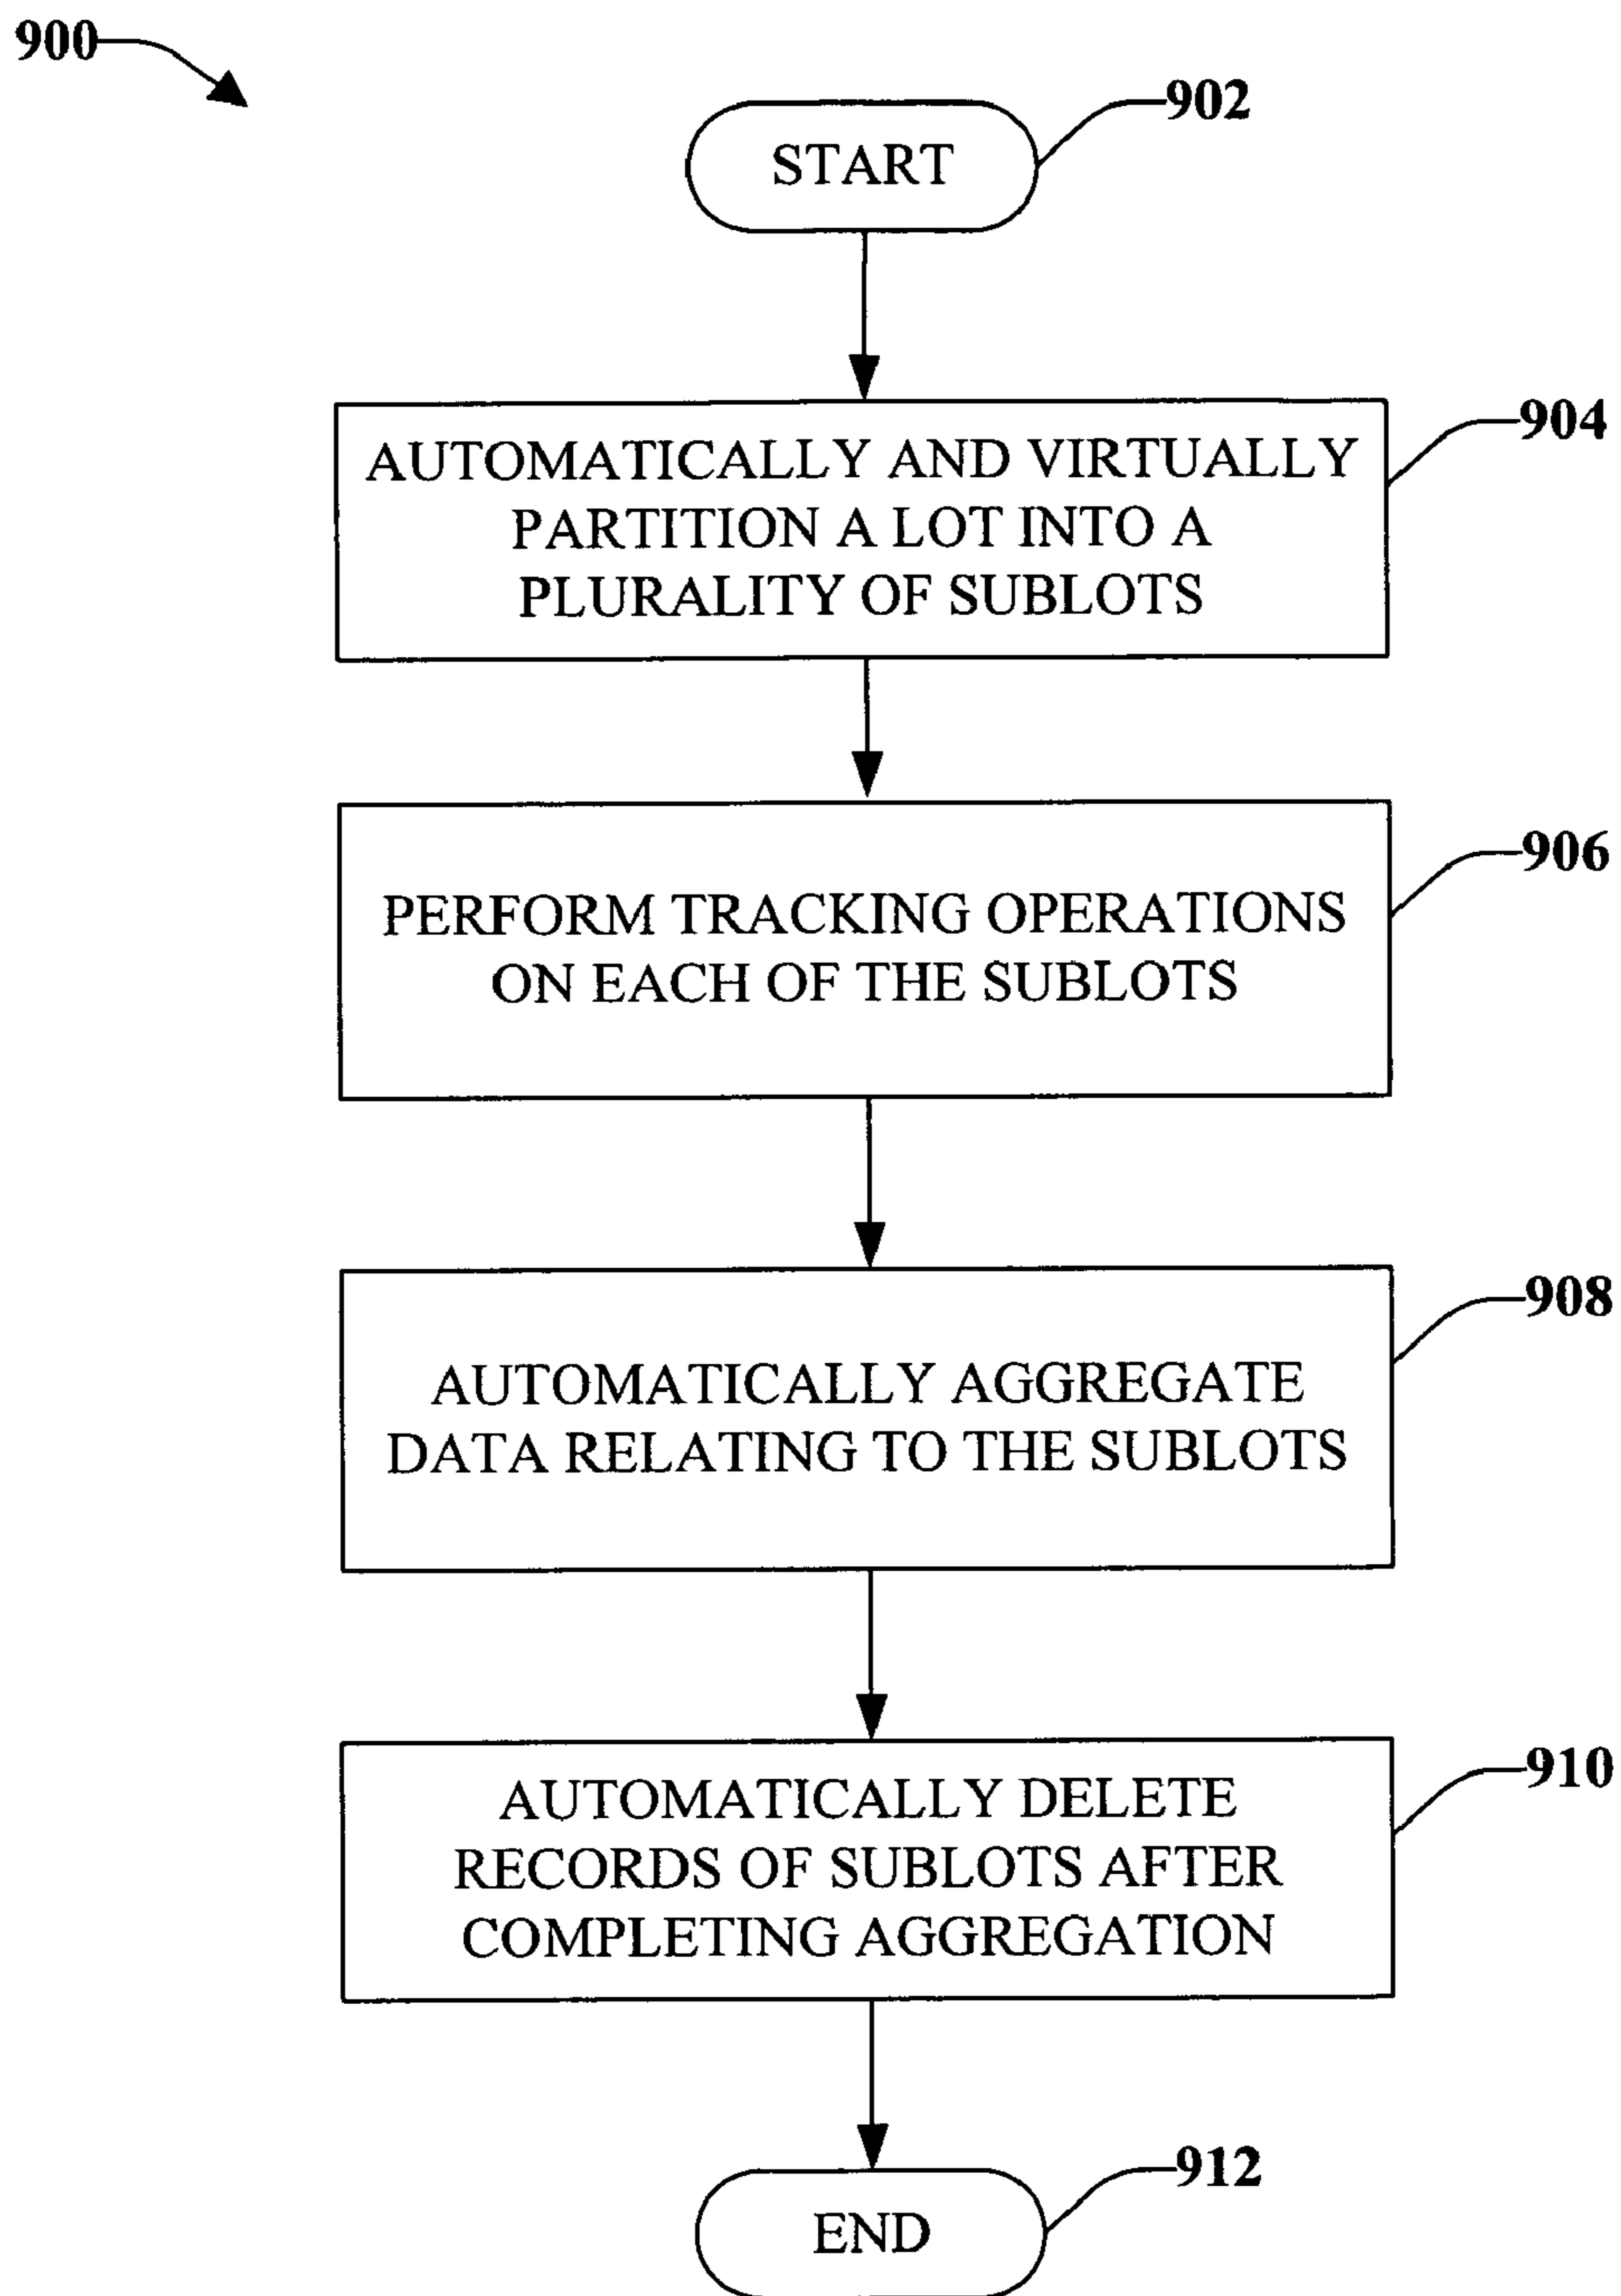 900
902
START
904
AUTOMATICALLY AND VIRTUALLY
PARTITION A LOT INTO A
PLURALITY OF SUBLOTS
906
PERFORM TRACKING OPERATIONS
ON EACH OF THE SUBLOTS
908
AUTOMATICALLY AGGREGATE
DATA RELATING TO THE SUBLOTS
910
AUTOMATICALLY DELETE
RECORDS OF SUBLOTS AFTER
COMPLETING AGGREGATION
912
END